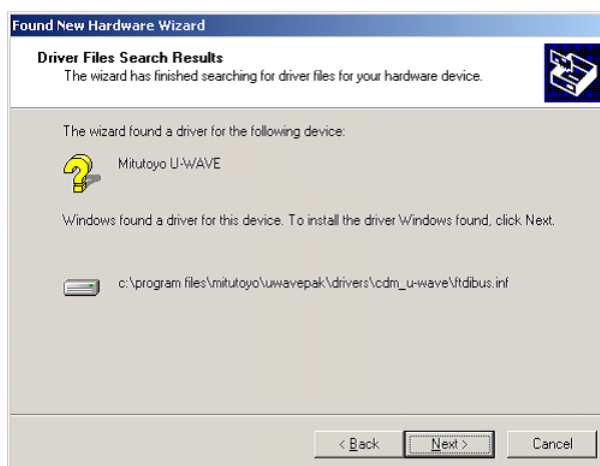 Found New Hardware Wizard
Driver Files Search Results
The wizard has finished searching for driver files for your hardware device.
The wizard found a driver for the following device:
Mitutoyo U-WAVE
Windows found a driver for this device. To install the driver Windows found, click Next.
c:\program files\mitutoyo\uwavepak\drivers\cdm_u-wave\ftdibus.inf
< Back
Next >
Cancel